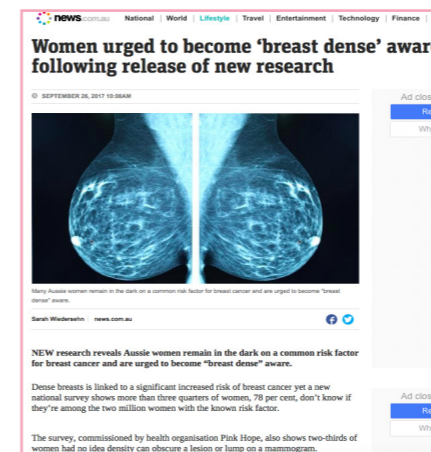 news.com.au National | World | Lifestyle | Travel | Entertainment | Technology | Finance |
Women urged to become ‘breast dense’ awar
following release of new research
SEPTEMBER 26, 2017 10:08AM
Ad clos
Re
Wh
Many Aussie women remain in the dark on a common risk factor for breast cancer and are urged to become "breast
dense" aware.
Sarah Wiedersehn | news.com.au
NEW research reveals Aussie women remain in the dark on a common risk factor
for breast cancer and are urged to become “breast dense” aware.
Dense breasts is linked to a significant increased risk of breast cancer yet a new
national survey shows more than three quarters of women, 78 per cent, don’t know if
they’re among the two million women with the known risk factor.
Ad clos
Re
Wh
The survey, commissioned by health organisation Pink Hope, also shows two-thirds of
women had no idea density can obscure a lesion or lump on a mammogram.